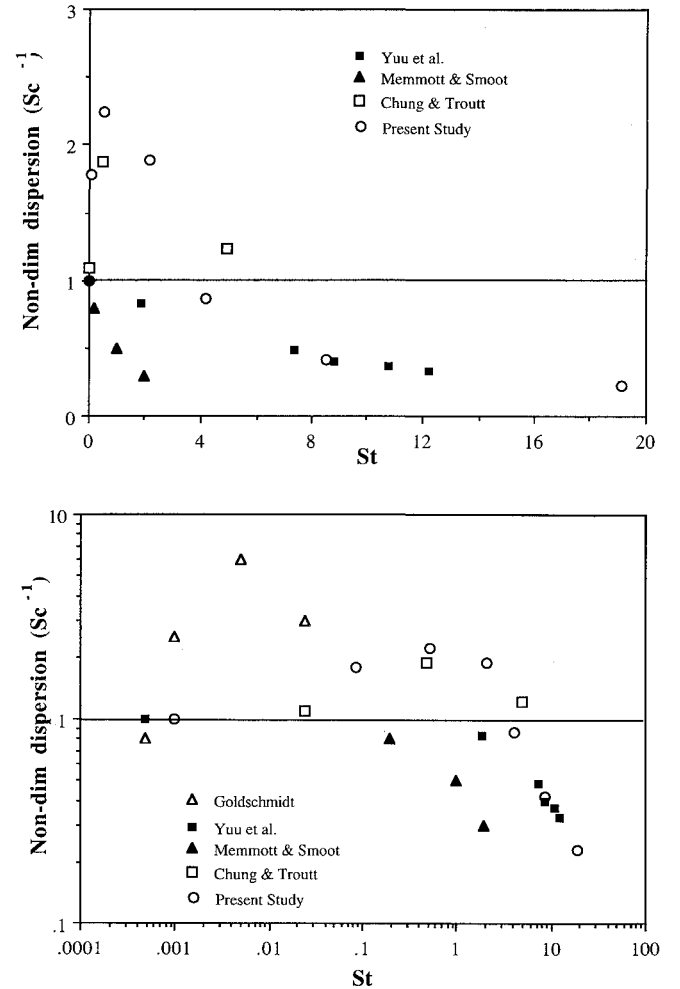 3
2
1
0
Non-dim dispersion (Sc -1)
Yuu et al.
Memmott & Smoot
Chung & Troutt
Present Study
0 4 8 12 16 20
St
10
1
.1
Non-dim dispersion (Sc -1)
Goldschmidt
Yuu et al.
Memmott & Smoot
Chung & Troutt
Present Study
.0001 .001 .01 .1 1 10 100
St